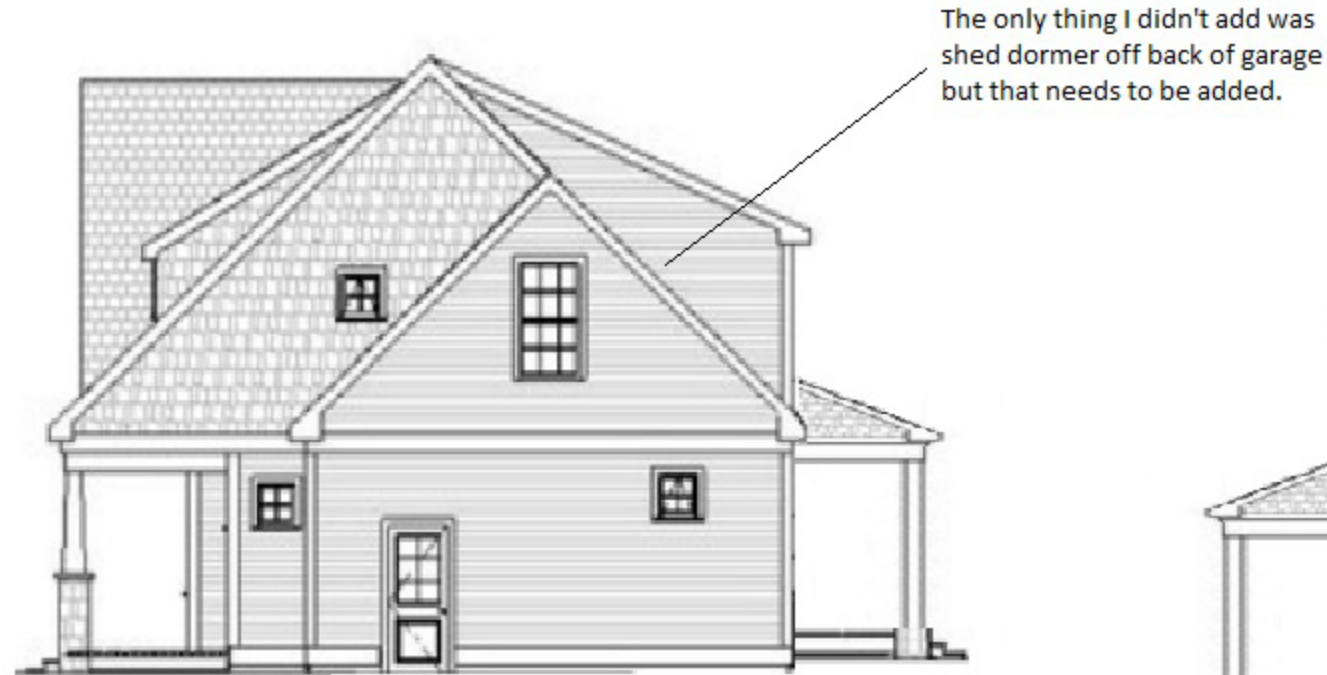 The only thing I didn't add was
shed dormer off back of garage
but that needs to be added.